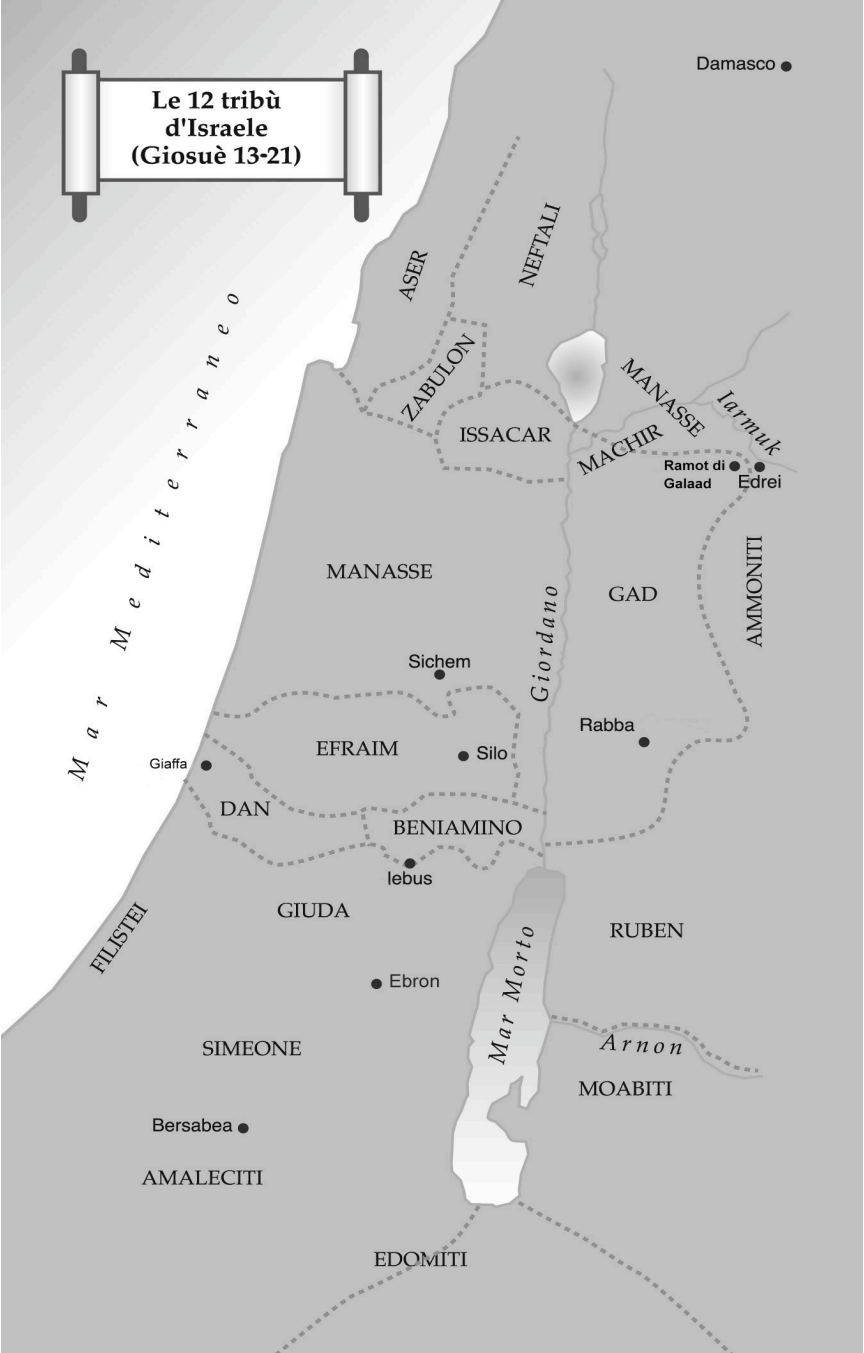 Le 12 tribù
d'Israele
(Giosuè 13-21)
Damasco
ASER
NEFTALI
Mar Mediterraneo
ZABULON
MANASSE
Iarmuk
ISSACAR
MACHIR
Ramot di
Galaad
Edrei
MANASSE
GAD
AMMONITI
Giordano
Sichem
Rabba
EFRAIM
Silo
Giaffa
DAN
BENIAMINO
Iebus
GIUDA
FILISTEI
RUBEN
Mar Morto
Ebron
SIMEONE
Arnon
MOABITI
Bersabea
AMALECITI
EDOMITI